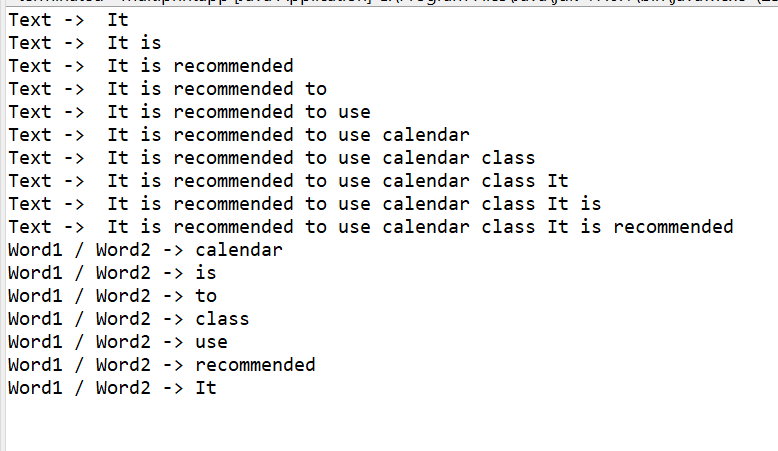 Text ->  It
Text ->  It is
Text ->  It is recommended
Text ->  It is recommended to
Text ->  It is recommended to use
Text ->  It is recommended to use calendar
Text ->  It is recommended to use calendar class
Text ->  It is recommended to use calendar class It
Text ->  It is recommended to use calendar class It is
Text ->  It is recommended to use calendar class It is recommended
Word1 / Word2 -> calendar
Word1 / Word2 -> is
Word1 / Word2 -> to
Word1 / Word2 -> class
Word1 / Word2 -> use
Word1 / Word2 -> recommended
Word1 / Word2 -> It